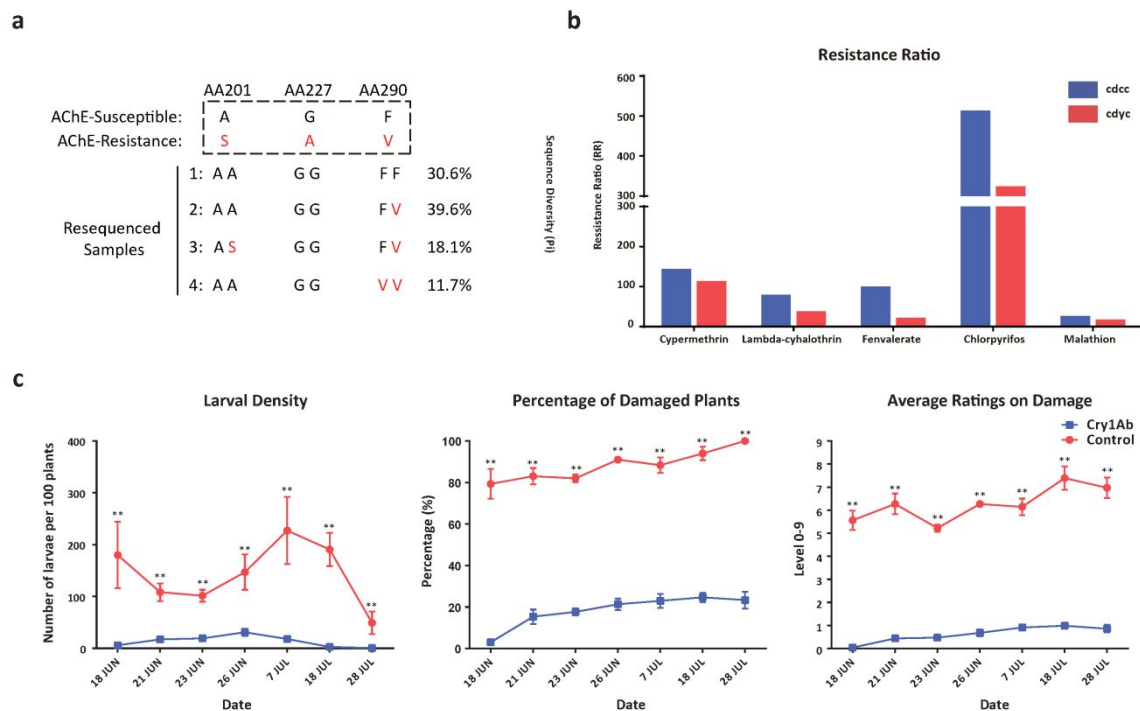 a
AA201 AA227 AA290
AChE-Susceptible: A G F
AChE-Resistance: S A V
Resequenced Samples
1: A A G G F F 30.6%
2: A A G G F V 39.6%
3: A S G G F V 18.1%
4: A A G G V V 11.7%
b
Resistance Ratio
Sequence Diversity (Pi)
Ressistance Ratio (RR)
600
500
400
300
300
200
100
0
Cypermethrin Lambda-cyhalothrin Fenvalerate Chlorpyrifos Malathion
cdcc
cdyc
c
Larval Density
Number of larvae per 100 plants
400
300
200
100
0
** ** ** ** ** ** **
18 JUN 21 JUN 23 JUN 26 JUN 7 JUL 18 JUL 28 JUL
Date
Percentage of Damaged Plants
Percentage (%)
100
80
60
40
20
0
** ** ** ** ** ** **
18 JUN 21 JUN 23 JUN 26 JUN 7 JUL 18 JUL 28 JUL
Date
Average Ratings on Damage
Cry1Ab
Control
Level 0-9
9
8
7
6
5
4
3
2
1
0
** ** ** ** ** ** **
18 JUN 21 JUN 23 JUN 26 JUN 7 JUL 18 JUL 28 JUL
Date